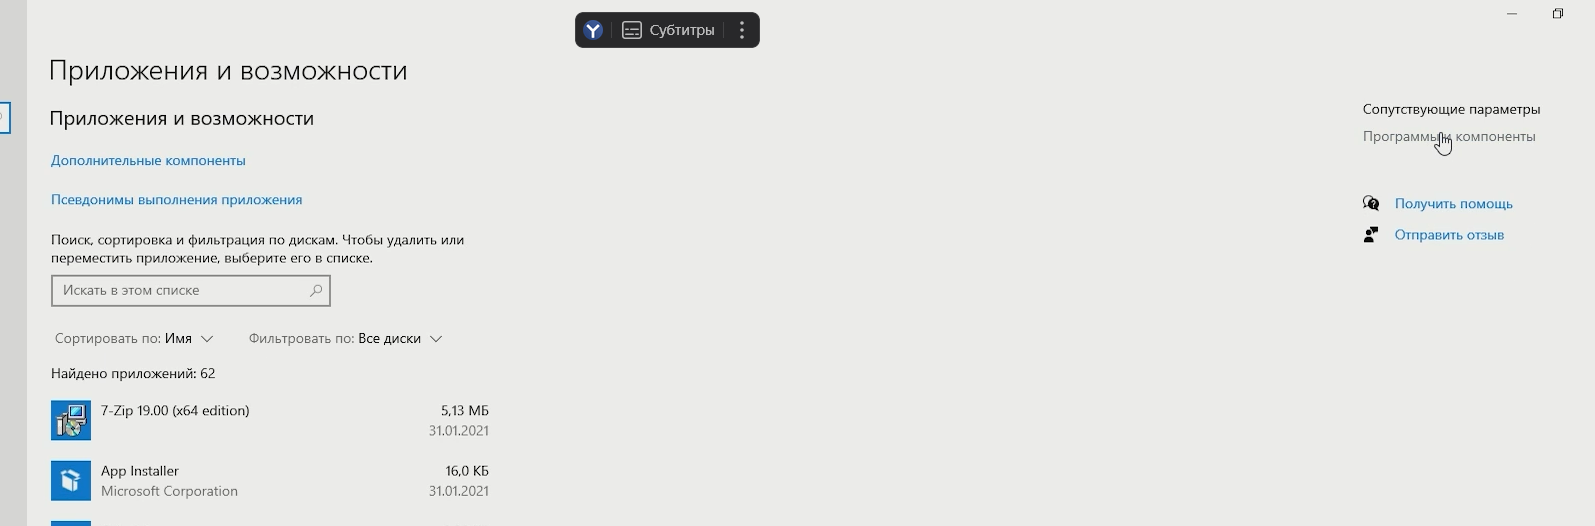 Субтитры
Приложения и возможности
Приложения и возможности
Дополнительные компоненты
Псевдонимы выполнения приложения
Поиск, сортировка и фильтрация по дискам. Чтобы удалить или
переместить приложение, выберите его в списке.
Искать в этом списке
Сортировать по: Имя Фильтровать по: Все диски
Найдено приложений: 62
7-Zip 19.00 (x64 edition) 5,13 МБ
31.01.2021
App Installer 16,0 КБ
Microsoft Corporation 31.01.2021
Сопутствующие параметры
Программы и компоненты
Получить помощь
Отправить отзыв